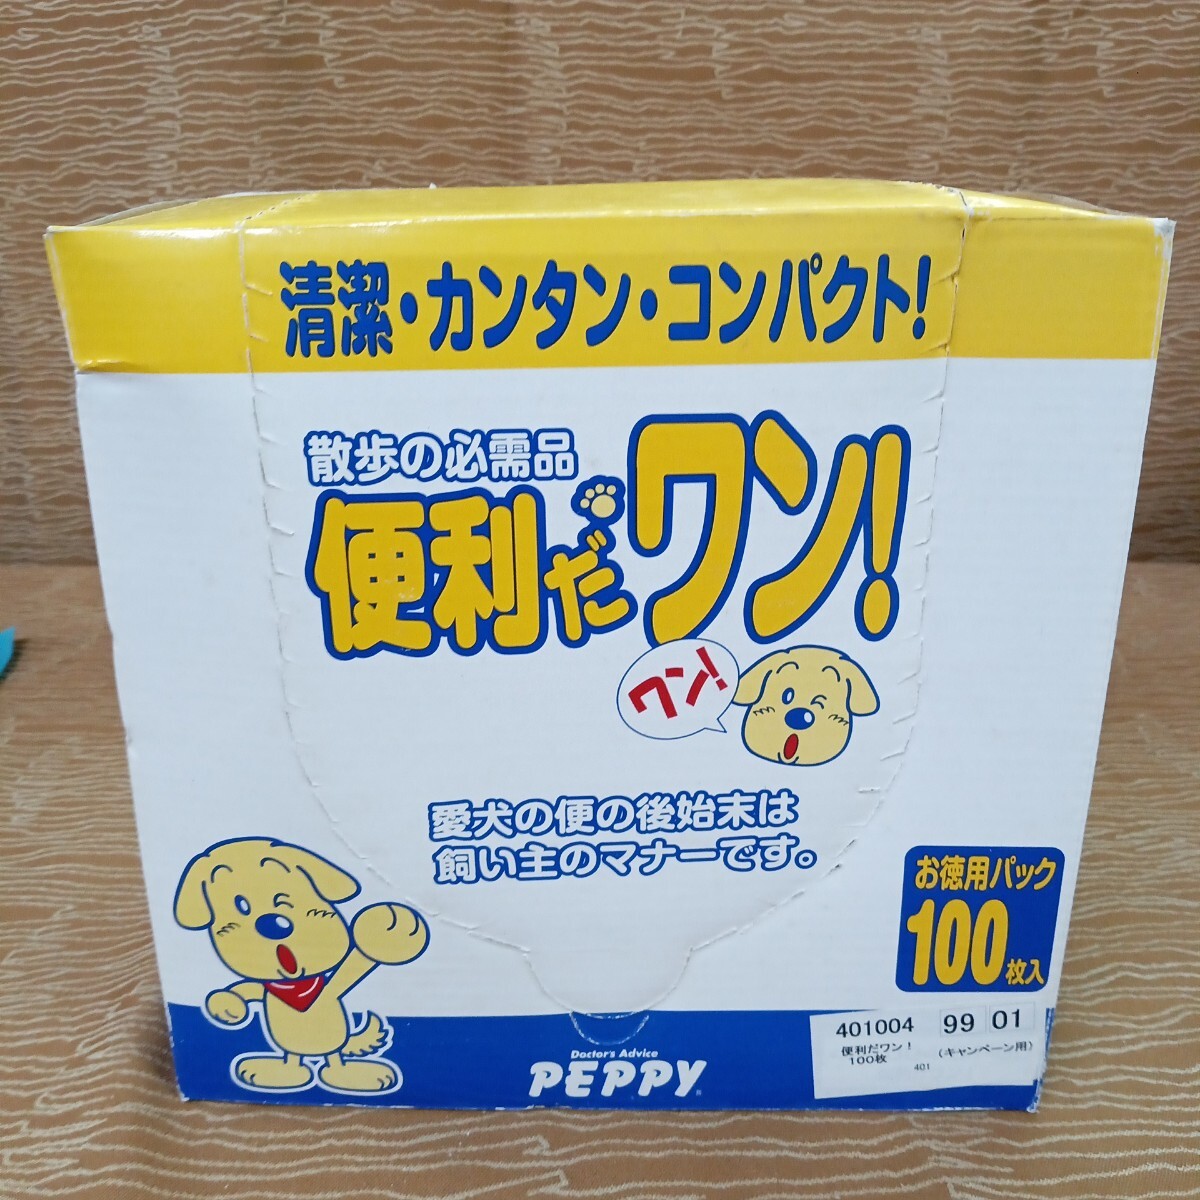 清潔・カンタン・コンパクト!
散歩の必需品
便利だワン!
ワン!
愛犬の便の後始末は
飼い主のマナーです。
お徳用パック
100枚入
Doctor's Advice
PEPPY®
401004 99 01
便利だワン! (キャンペーン用)
100枚 401